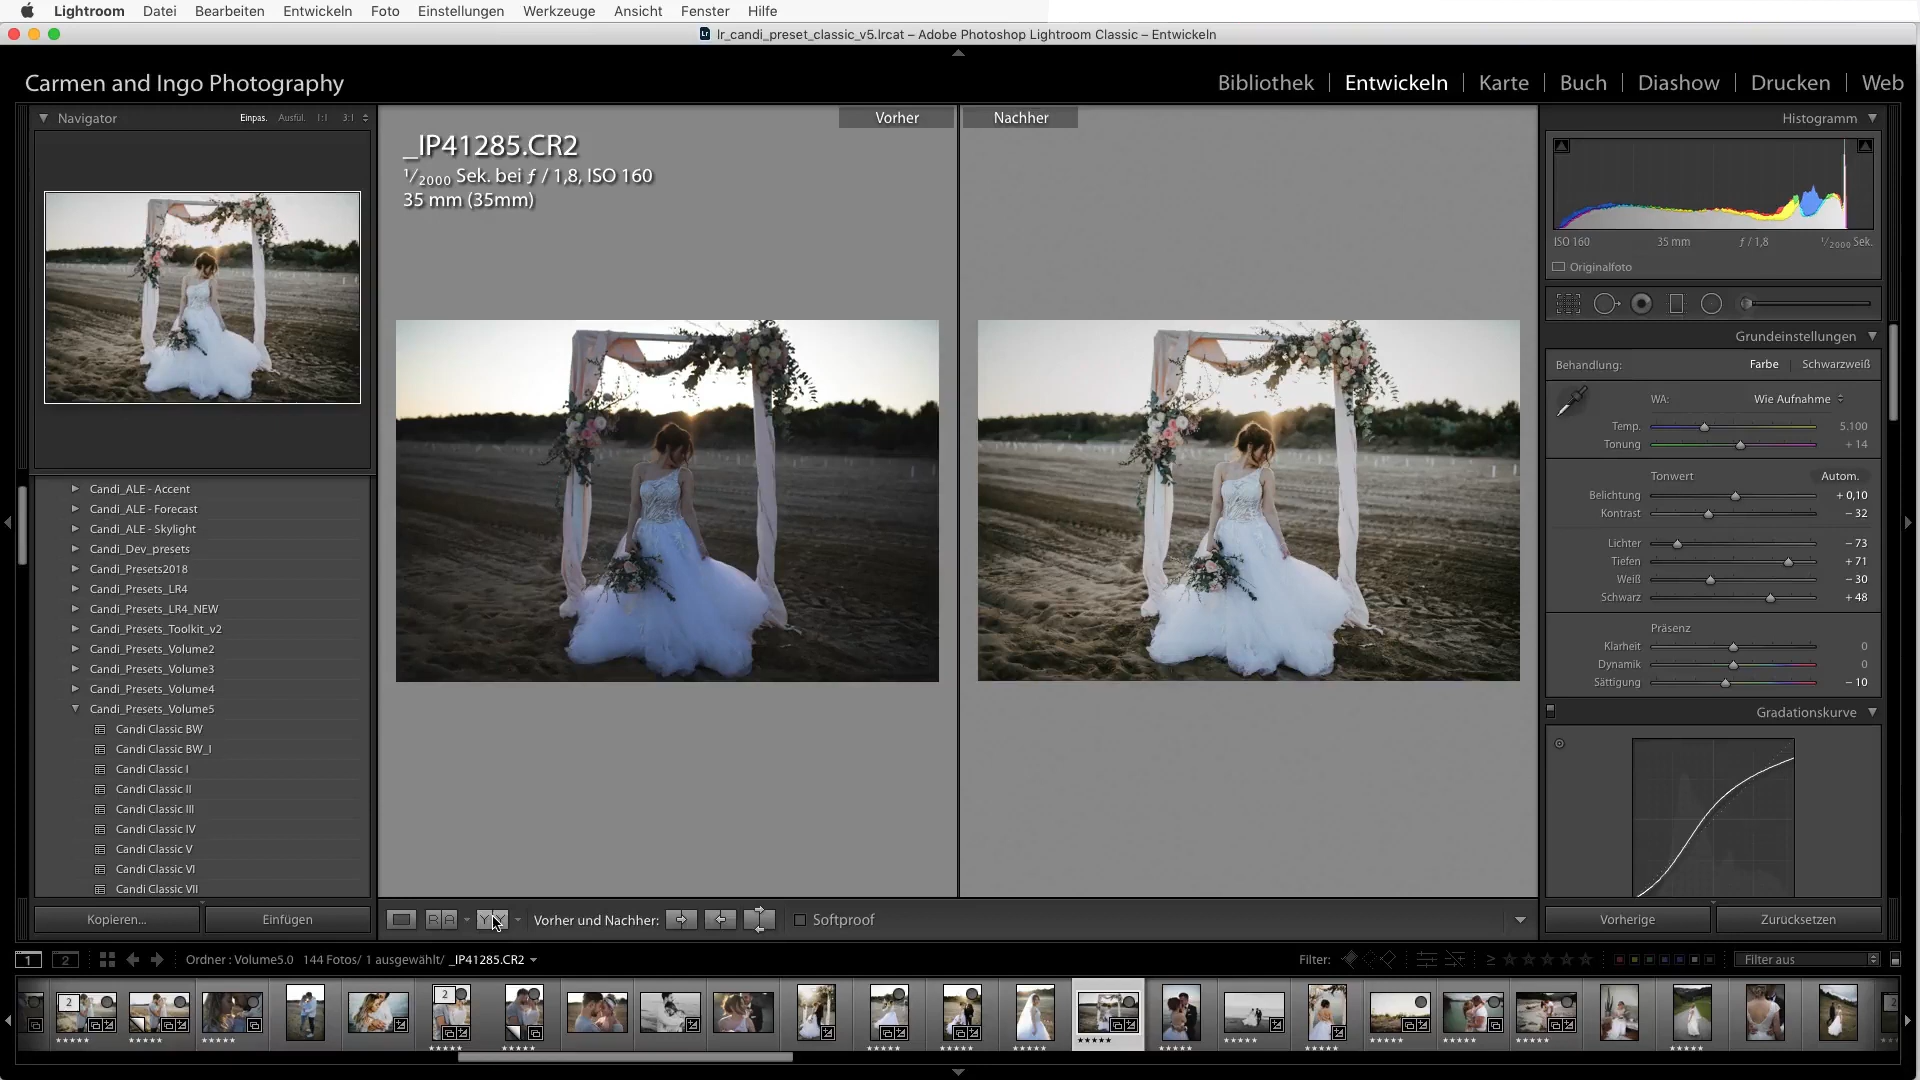 Lightroom Datei Bearbeiten Entwickeln Foto Einstellungen Werkzeuge Ansicht Fenster Hilfe
lr_candi_preset_classic_v5.lrcat – Adobe Photoshop Lightroom Classic – Entwickeln
Carmen and Ingo Photography
Bibliothek | Entwickeln | Karte | Buch | Diashow | Drucken | Web
Navigator Einpas. Ausfül. 1:1 3:1
Candi_ALE - Accent
Candi_ALE - Forecast
Candi_ALE - Skylight
Candi_Dev_presets
Candi_Presets2018
Candi_Presets_LR4
Candi_Presets_LR4_NEW
Candi_Presets_Toolkit_v2
Candi_Presets_Volume2
Candi_Presets_Volume3
Candi_Presets_Volume4
Candi_Presets_Volume5
Candi Classic BW
Candi Classic BW_I
Candi Classic I
Candi Classic II
Candi Classic III
Candi Classic IV
Candi Classic V
Candi Classic VI
Candi Classic VII
Kopieren... Einfügen
Vorher Nachher
_IP41285.CR2
1/2000 Sek. bei ƒ / 1,8, ISO 160
35 mm (35mm)
Histogramm
ISO 160 35 mm ƒ / 1,8 1/2000 Sek.
Originalfoto
Grundeinstellungen
Behandlung: Farbe | Schwarzweiß
WA: Wie Aufnahme
Temp. 5.100
Tonung + 14
Tonwert Autom.
Belichtung + 0,10
Kontrast – 32
Lichter – 73
Tiefen + 71
Weiß – 30
Schwarz + 48
Präsenz
Klarheit 0
Dynamik 0
Sättigung – 10
Gradationskurve
Vorherige Zurücksetzen
R A Y Y Vorher und Nachher: Softproof
1 2 Ordner : Volume5.0 144 Fotos/ 1 ausgewählt/ _IP41285.CR2 Filter: ≥ Filter aus
2 2 2